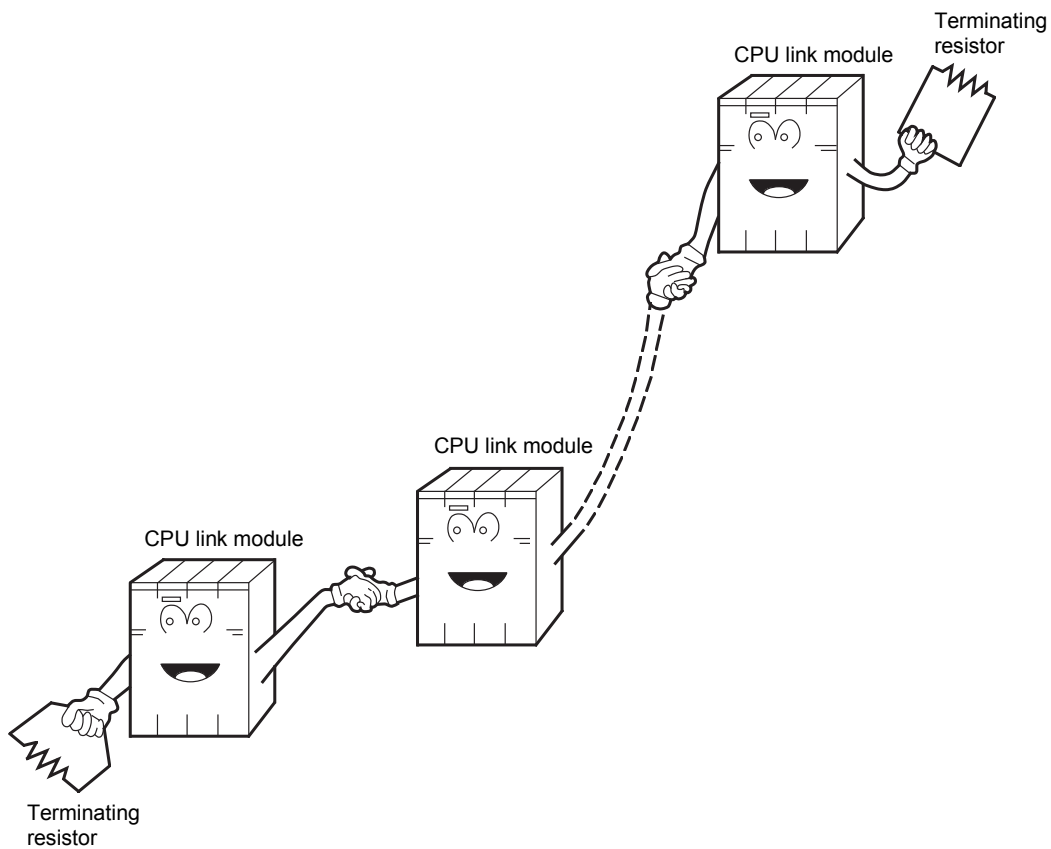 Terminating
resistor
CPU link module
CPU link module
CPU link module
Terminating
resistor